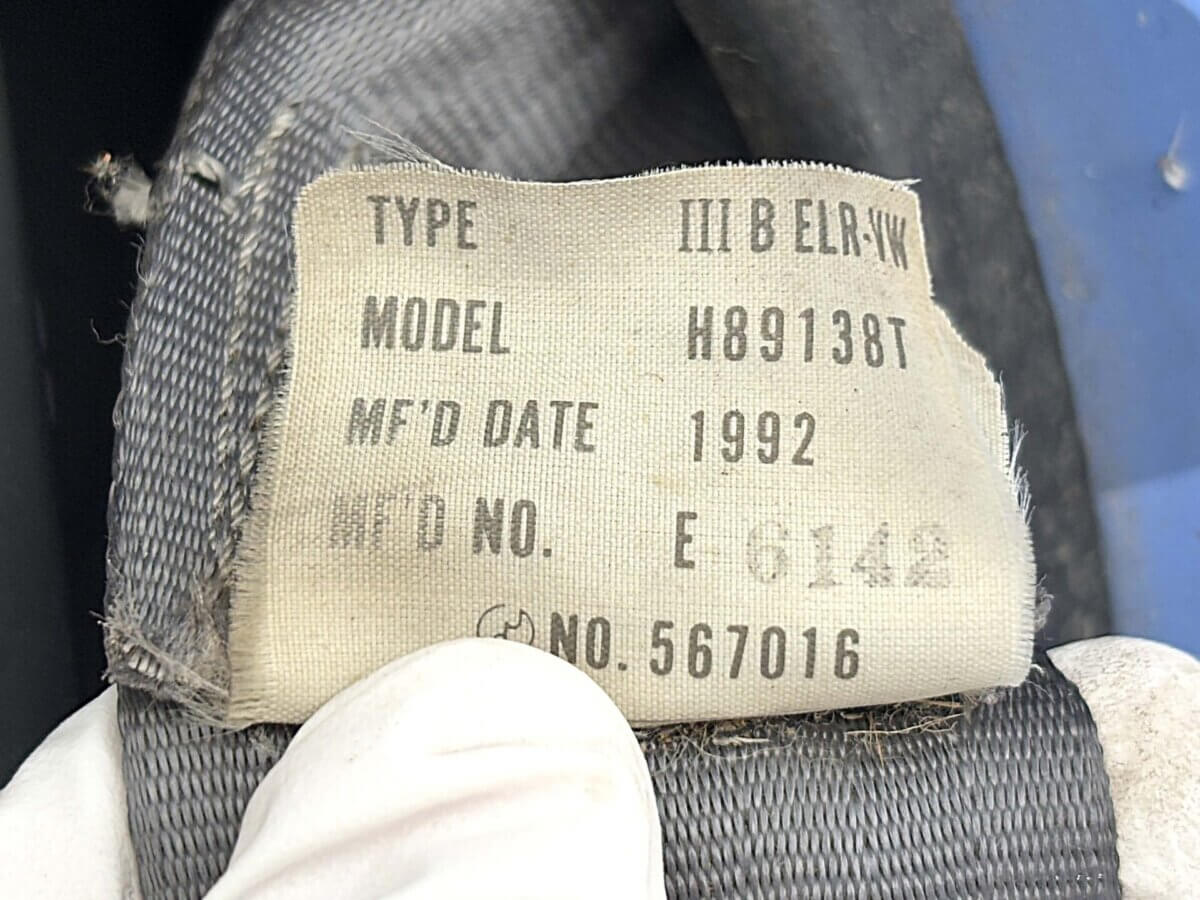 TYPE III B ELR-VW
MODEL H89138T
MF'D DATE 1992
MF'D NO. E 6142
NO. 567016